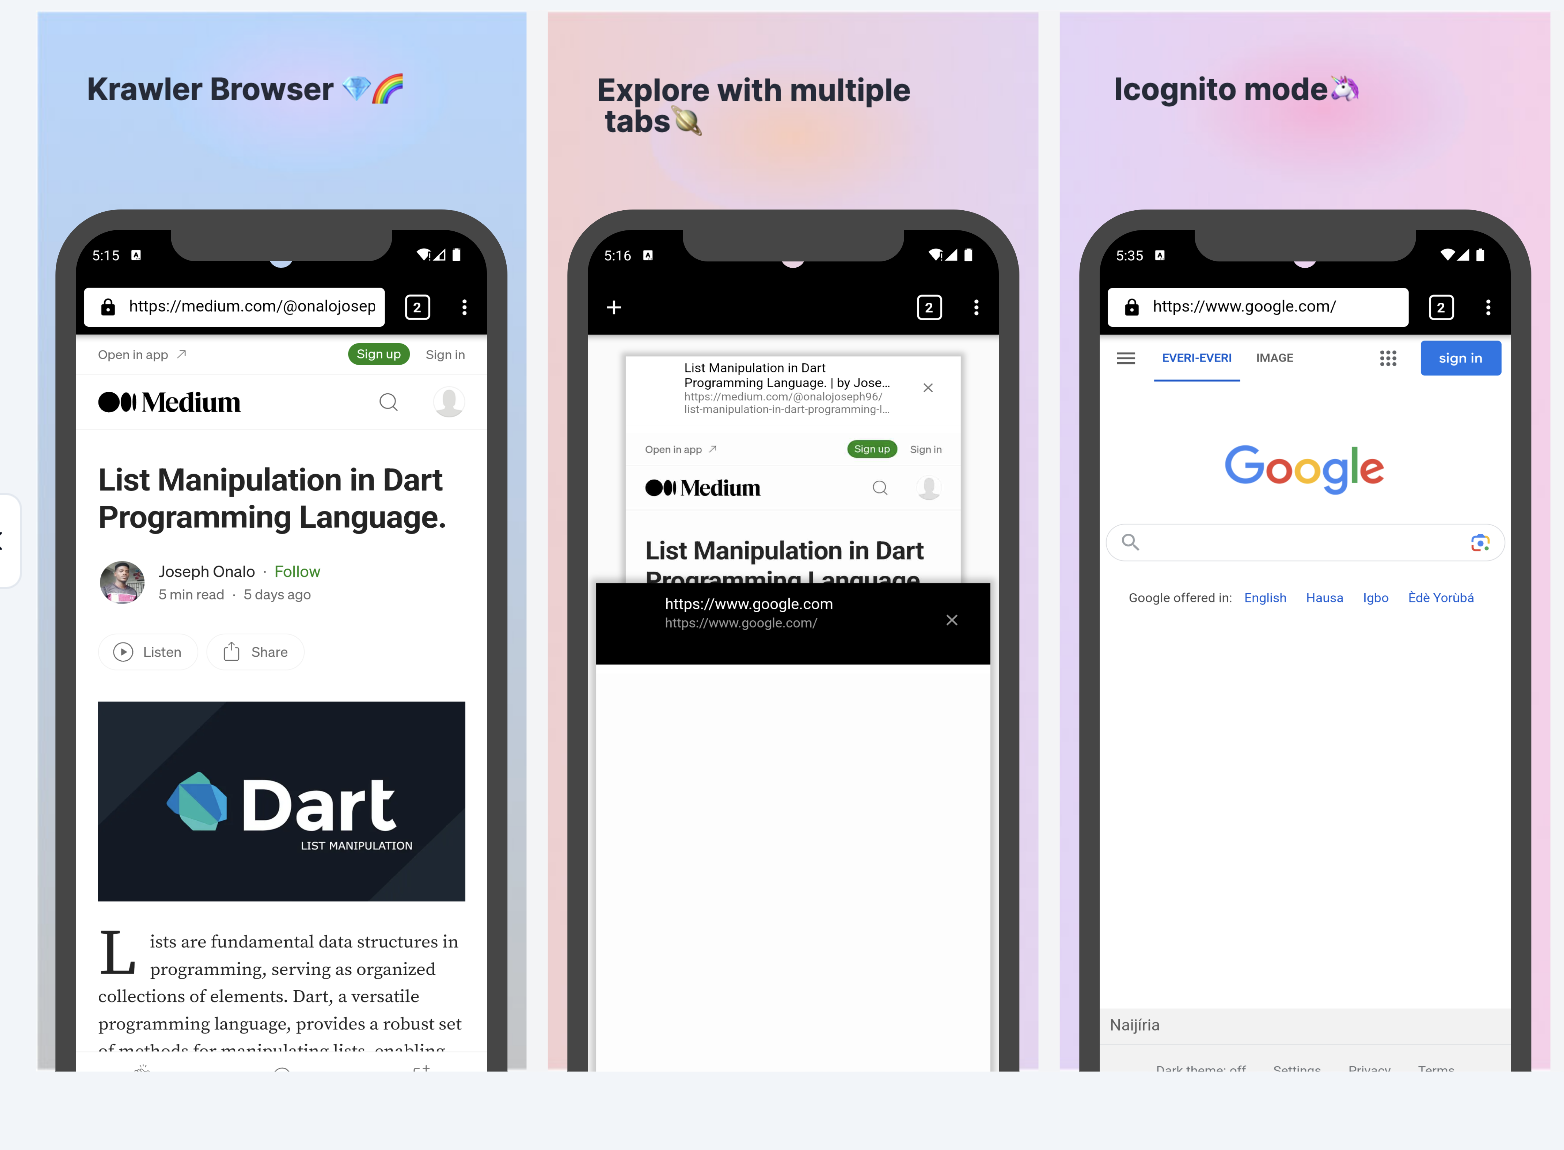 Krawler Browser 💎🌈
5:15
https://medium.com/@onalojosep
2
Open in app
Sign up
Sign in
Medium
List Manipulation in Dart
Programming Language.
Joseph Onalo · Follow
5 min read · 5 days ago
Listen
Share
Dart
LIST MANIPULATION
Lists are fundamental data structures in
programming, serving as organized
collections of elements. Dart, a versatile
programming language, provides a robust set
of methods for manipulating lists, enabling
Explore with multiple
tabs🪐
5:16
2
List Manipulation in Dart
Programming Language. | by Jose...
https://medium.com/@onalojoseph96/
list-manipulation-in-dart-programming-l...
Open in app
Sign up
Sign in
Medium
List Manipulation in Dart
Programming Language
https://www.google.com
https://www.google.com/
Icognito mode🦄
5:35
https://www.google.com/
2
EVERI-EVERI
IMAGE
sign in
Google
Google offered in: English Hausa Igbo Èdè Yorùbá
Naijíria
Dark theme: off Settings Privacy Terms